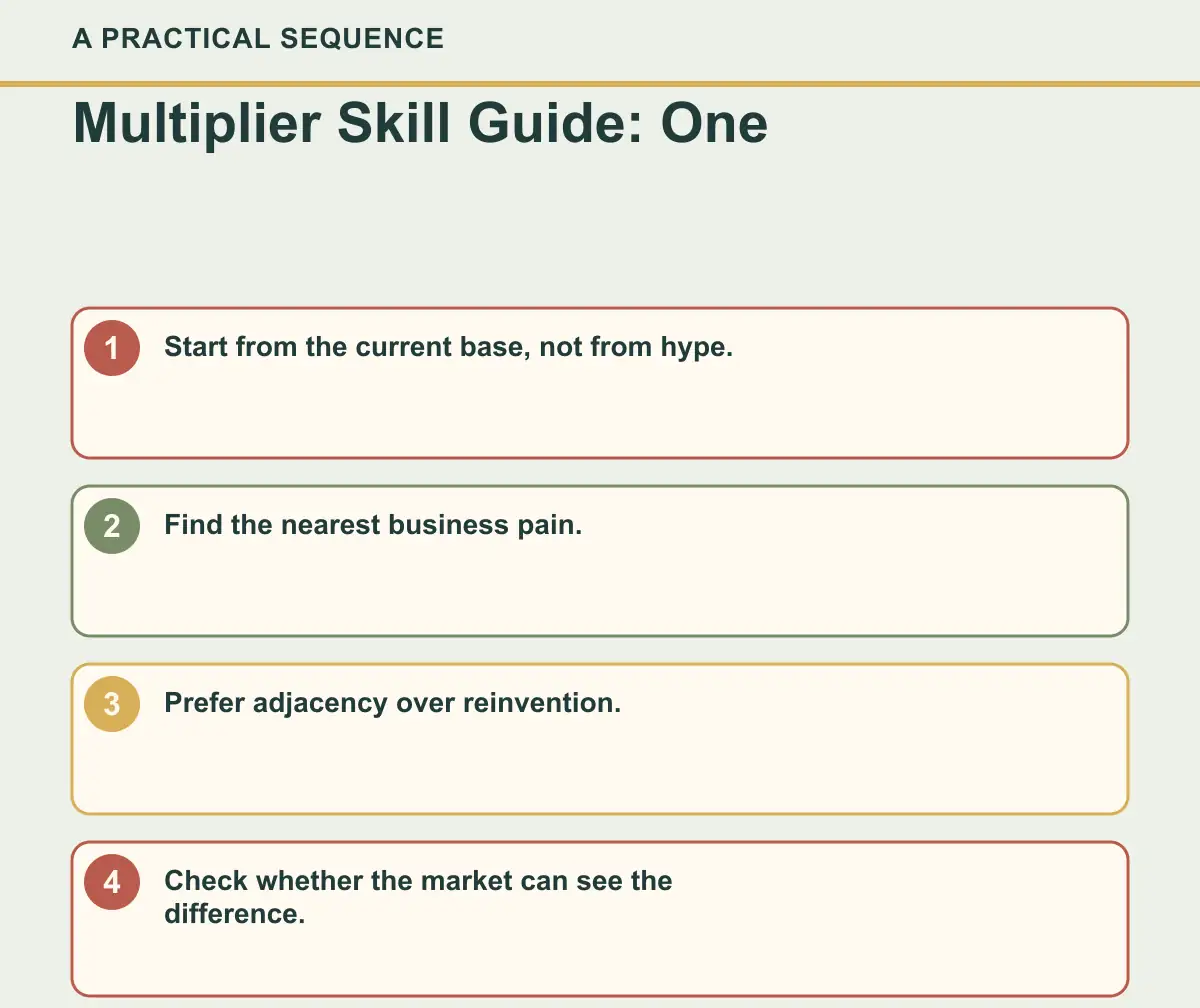 A PRACTICAL SEQUENCE
Multiplier Skill Guide: One
1
Start from the current base, not from hype.
2
Find the nearest business pain.
3
Prefer adjacency over reinvention.
4
Check whether the market can see the
difference.